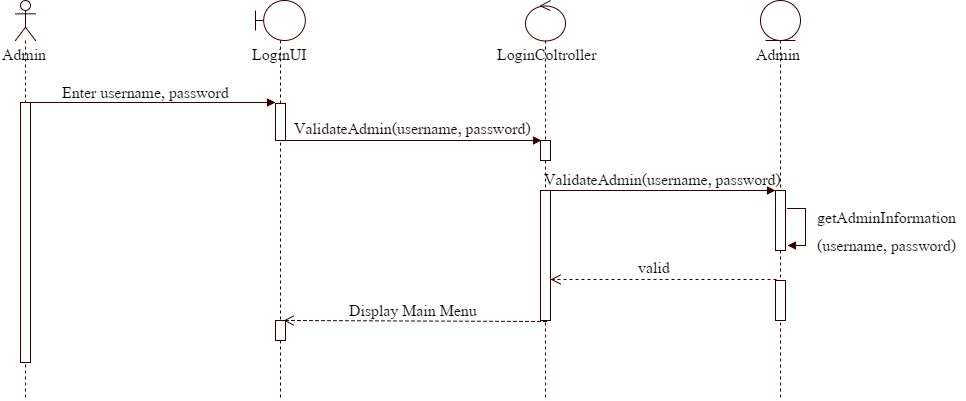 Admin
LoginUI
LoginColtroller
Admin
Enter username, password
ValidateAdmin(username, password)
ValidateAdmin(username, password)
getAdminInformation
(username, password)
valid
Display Main Menu